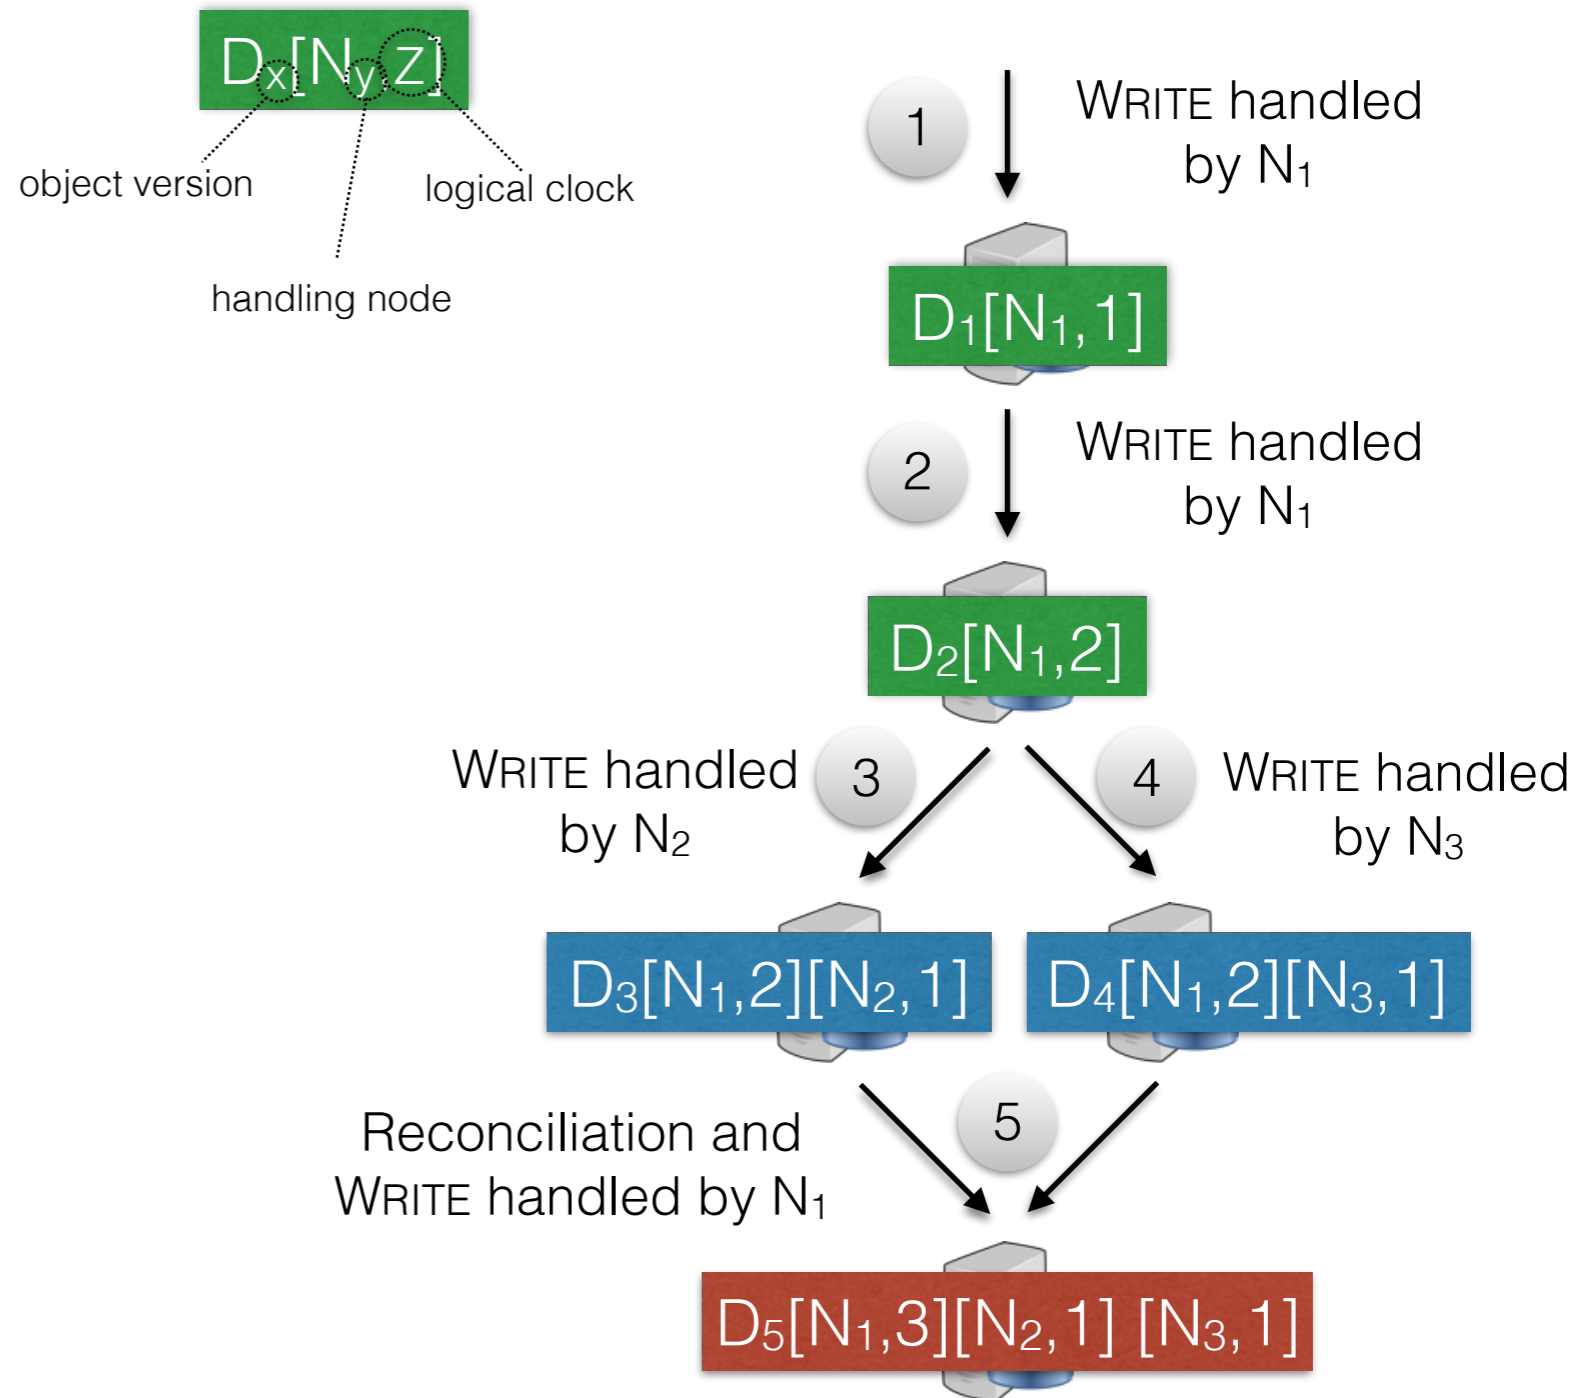 Dx[Ny,Z]
object version
logical clock
handling node
1
WRITE handled
by N1
D1[N1,1]
2
WRITE handled
by N1
D2[N1,2]
WRITE handled
by N2
3
4
WRITE handled
by N3
D3[N1,2][N2,1]
D4[N1,2][N3,1]
Reconciliation and
WRITE handled by N1
5
D5[N1,3][N2,1] [N3,1]